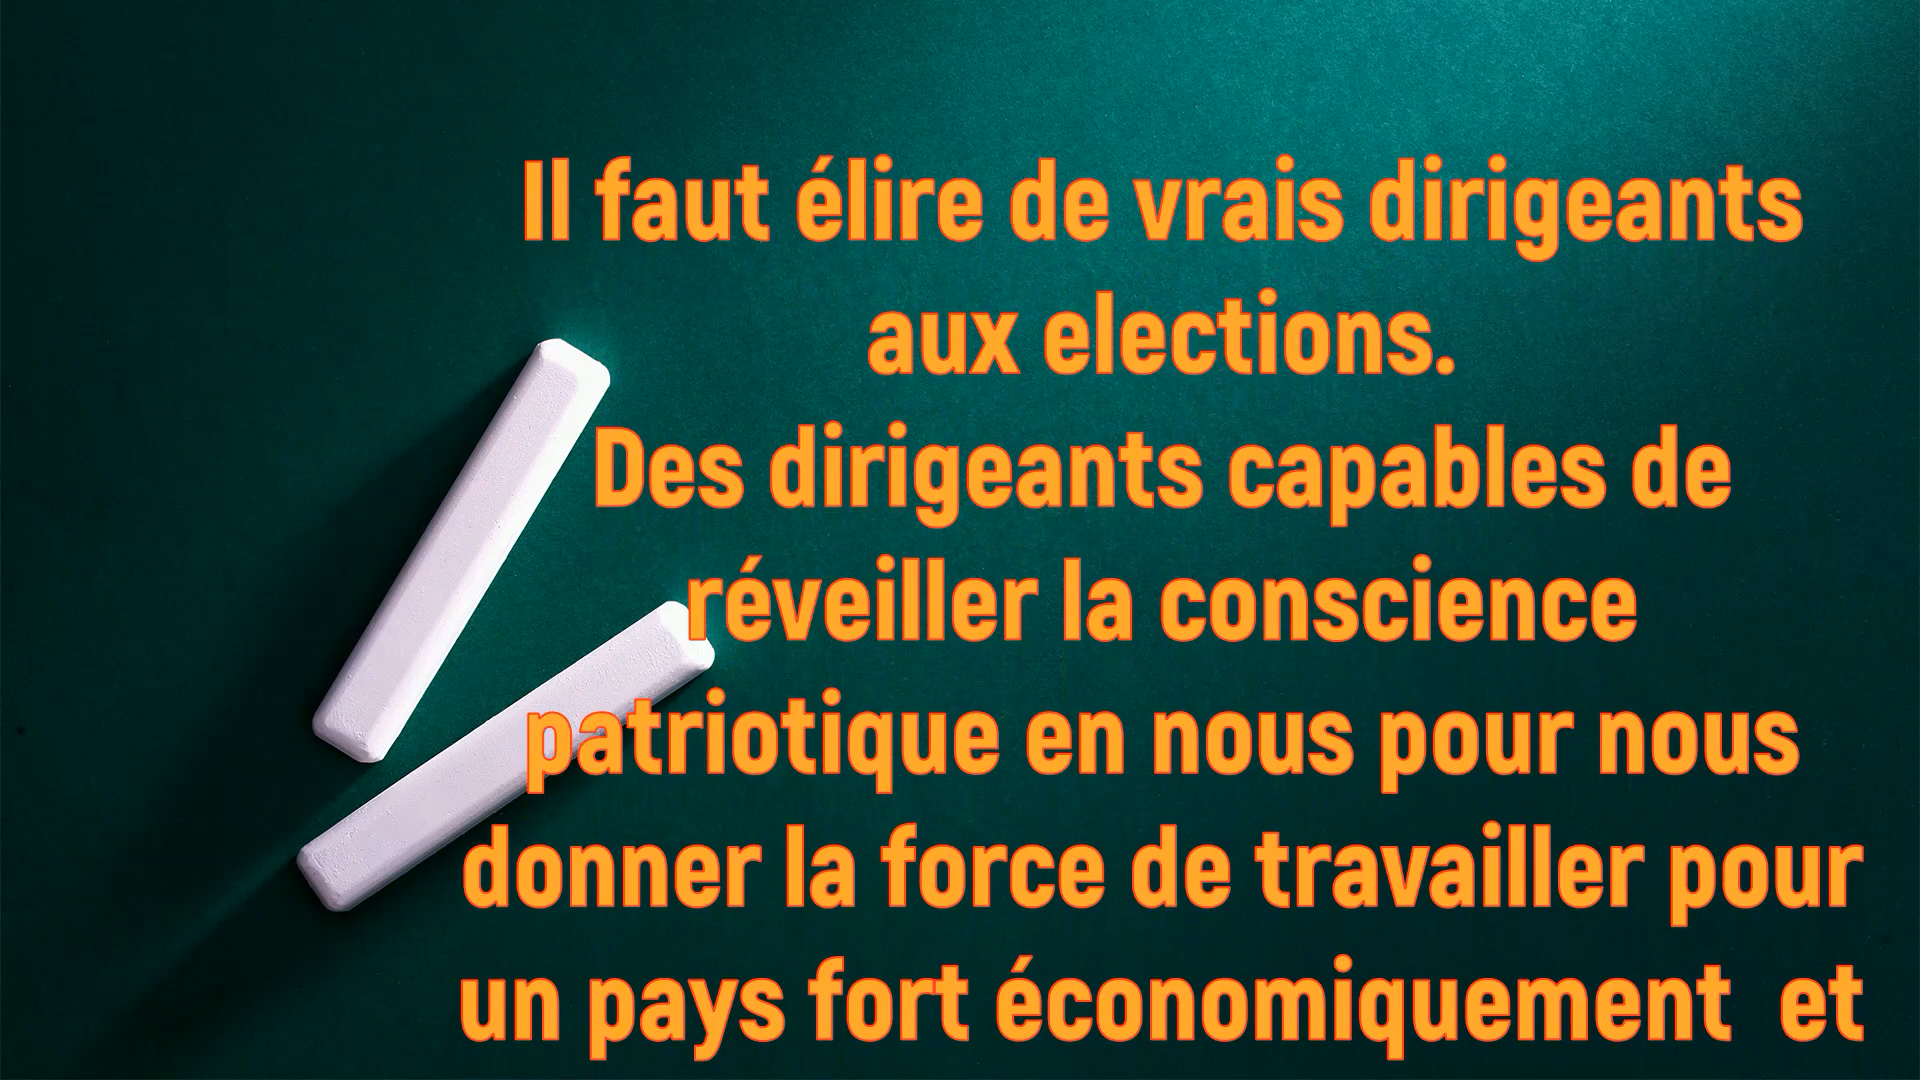 Il faut élire de vrais dirigeants
aux elections.
Des dirigeants capables de
réveiller la conscience
patriotique en nous pour nous
donner la force de travailler pour
un pays fort économiquement  et